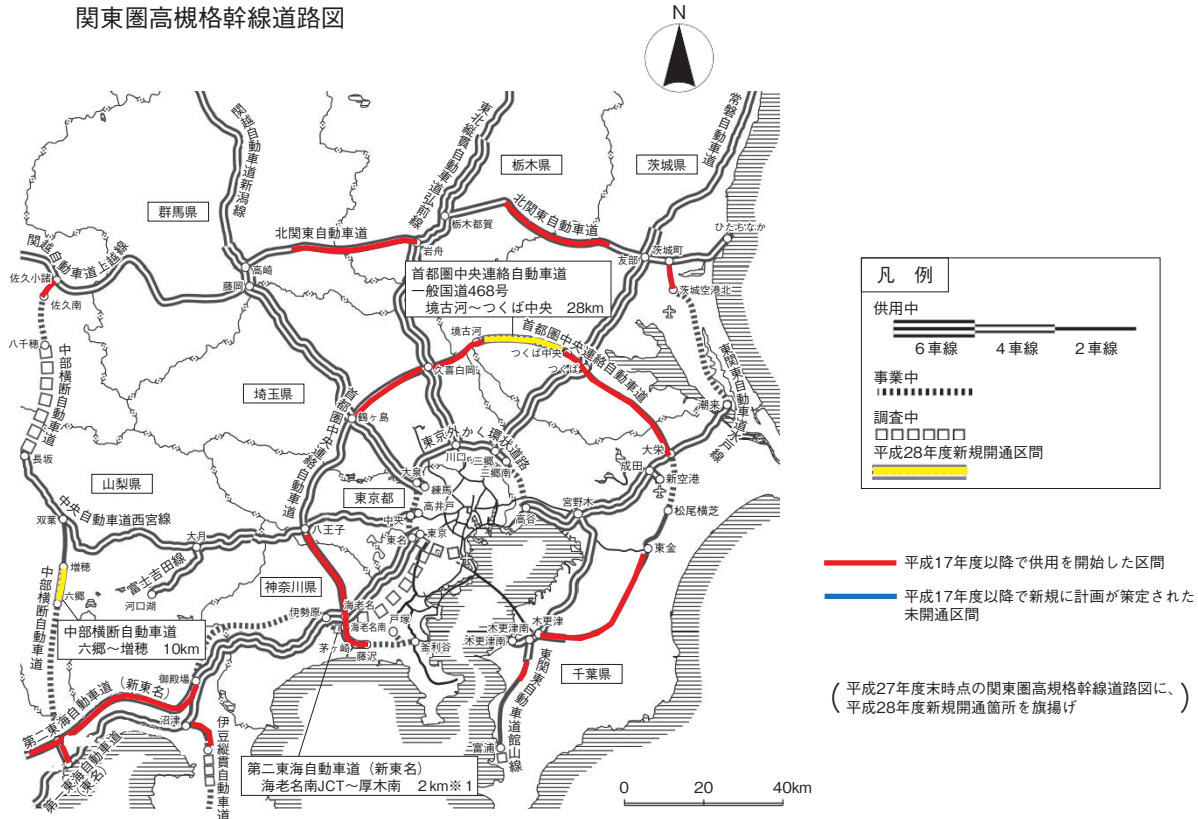 関東圏高規格幹線道路図
N
関越自動車道新潟線
東北縦貫自動車道弘前線
常磐自動車道
栃木県
茨城県
群馬県
北関東自動車道
北関東自動車道
栃木都賀
岩舟
ひたちなか
茨城町
友部
茨城空港北
関越自動車道上越線
佐久小諸
佐久南
高崎
藤岡
首都圏中央連絡自動車道
一般国道468号
境古河～つくば中央 28km
八千穂
中部横断自動車道
境古河
首都圏中央連絡自動車道
つくば中央
つくば
久喜白岡
東関東自動車道水戸線
潮来
埼玉県
首都圏中央連絡自動車道
鶴ヶ島
東京外かく環状道路
川口
三郷
三郷南
大栄
成田
新空港
長坂
山梨県
大泉
練馬
東京都
高井戸
中央
東名
東京
高谷
宮野木
松尾横芝
東金
双葉
中央自動車道西宮線
大月
八王子
富士吉田線
河口湖
増穂
六郷
中部横断自動車道
神奈川県
伊勢原
海老名
海老名南
戸塚
茅ヶ崎
藤沢
釜利谷
木更津
木更津南
木更津南
千葉県
東関東自動車道館山線
富浦
中部横断自動車道
六郷～増穂 10km
御殿場
第二東海自動車道（新東名）
沼津
伊豆縦貫自動車道
第一東海自動車道
（東名）
第二東海自動車道（新東名）
海老名南JCT～厚木南 2km※1
0 20 40km
凡 例
供用中
6車線 4車線 2車線
事業中
調査中
平成28年度新規開通区間
平成17年度以降で供用を開始した区間
平成17年度以降で新規に計画が策定された
未開通区間
（平成27年度末時点の関東圏高規格幹線道路図に、
平成28年度新規開通箇所を旗揚げ）